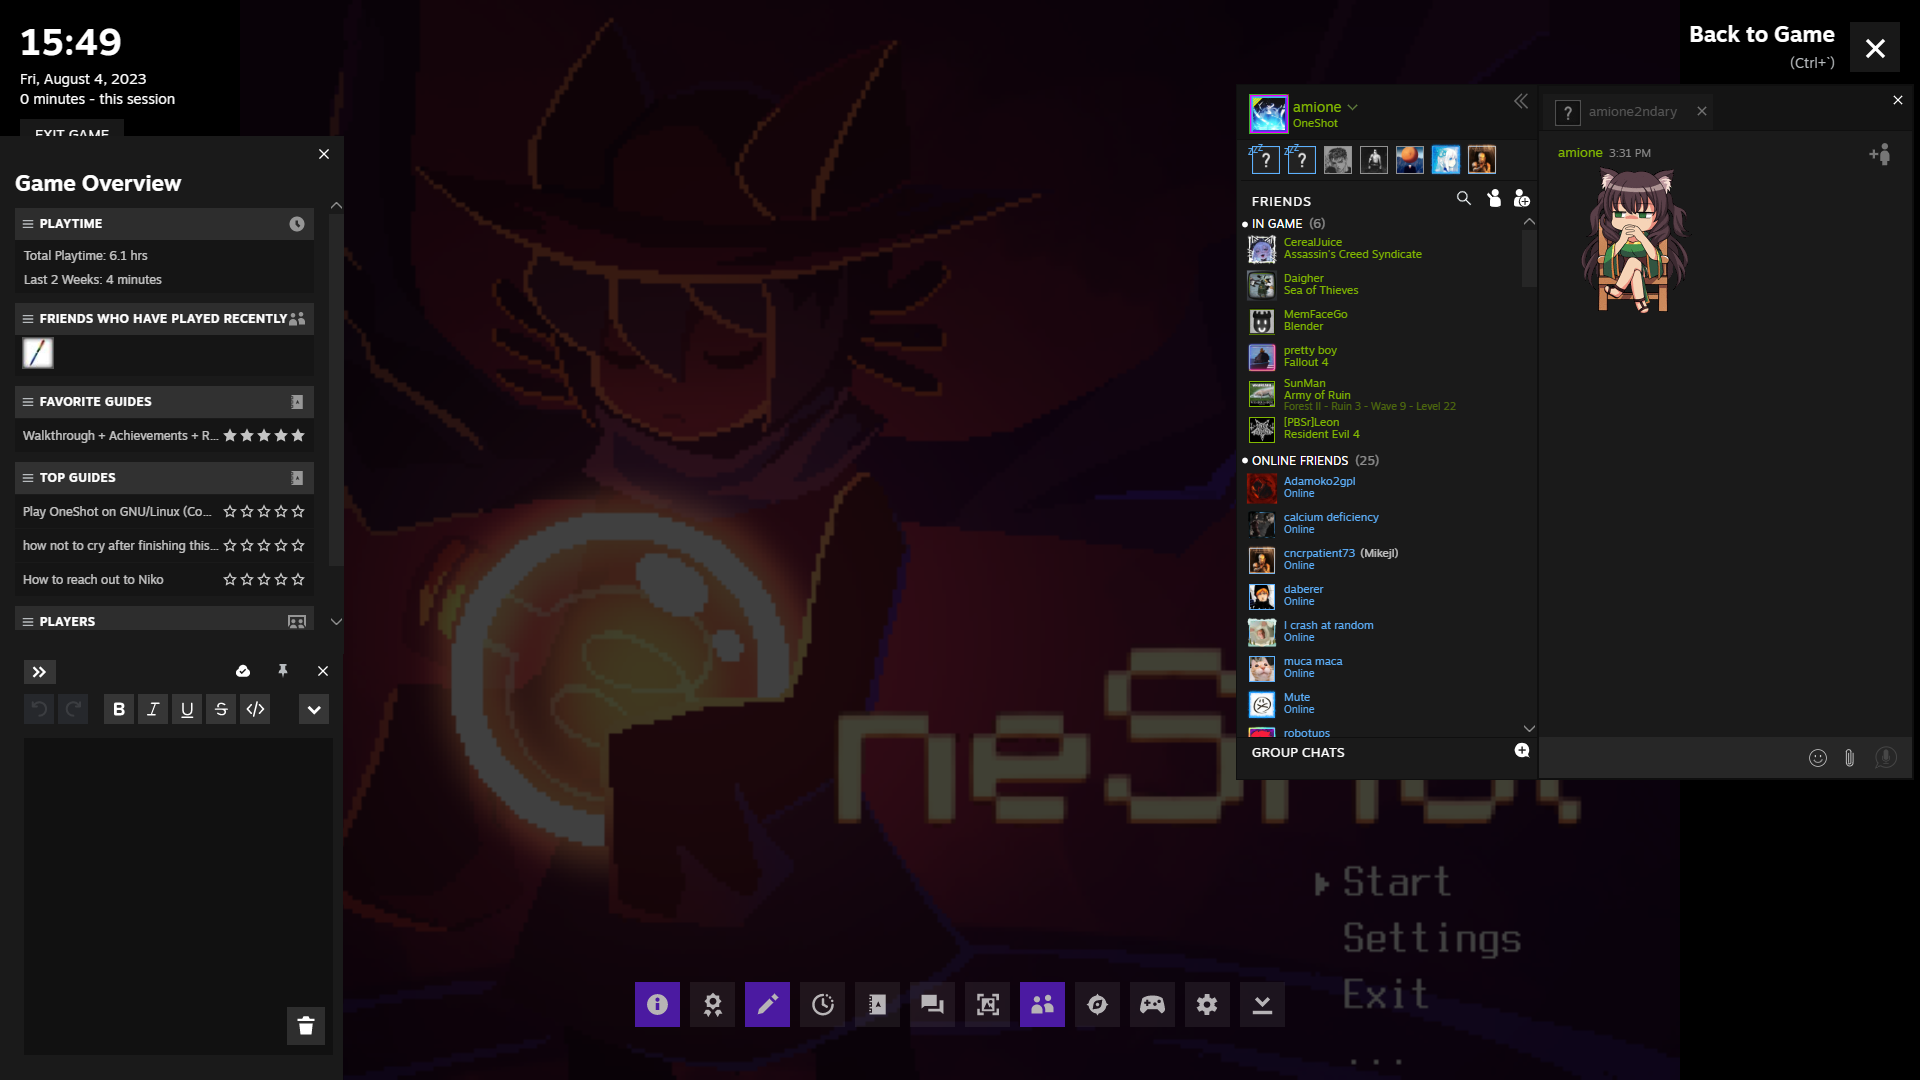 15:49
Fri, August 4, 2023
0 minutes - this session
EXIT GAME
Back to Game
(Ctrl+`)
Game Overview
PLAYTIME
Total Playtime: 6.1 hrs
Last 2 Weeks: 4 minutes
FRIENDS WHO HAVE PLAYED RECENTLY
FAVORITE GUIDES
Walkthrough + Achievements + R...
TOP GUIDES
Play OneShot on GNU/Linux (Co...
how not to cry after finishing this...
How to reach out to Niko
PLAYERS
B I U S </>
amione
OneShot
zzZ ? zzZ ?
FRIENDS
IN GAME (6)
CerealJuice
Assassin's Creed Syndicate
Daigher
Sea of Thieves
MemFaceGo
Blender
pretty boy
Fallout 4
SunMan
Army of Ruin
Forest II - Ruin 3 - Wave 9 - Level 22
[PBSr]Leon
Resident Evil 4
ONLINE FRIENDS (25)
Adamoko2gpl
Online
calcium deficiency
Online
cncrpatient73 (Mikejl)
Online
daberer
Online
I crash at random
Online
muca maca
Online
Mute
Online
robotups
GROUP CHATS
? amione2ndary
amione 3:31 PM
neShot
Start
Settings
Exit
...